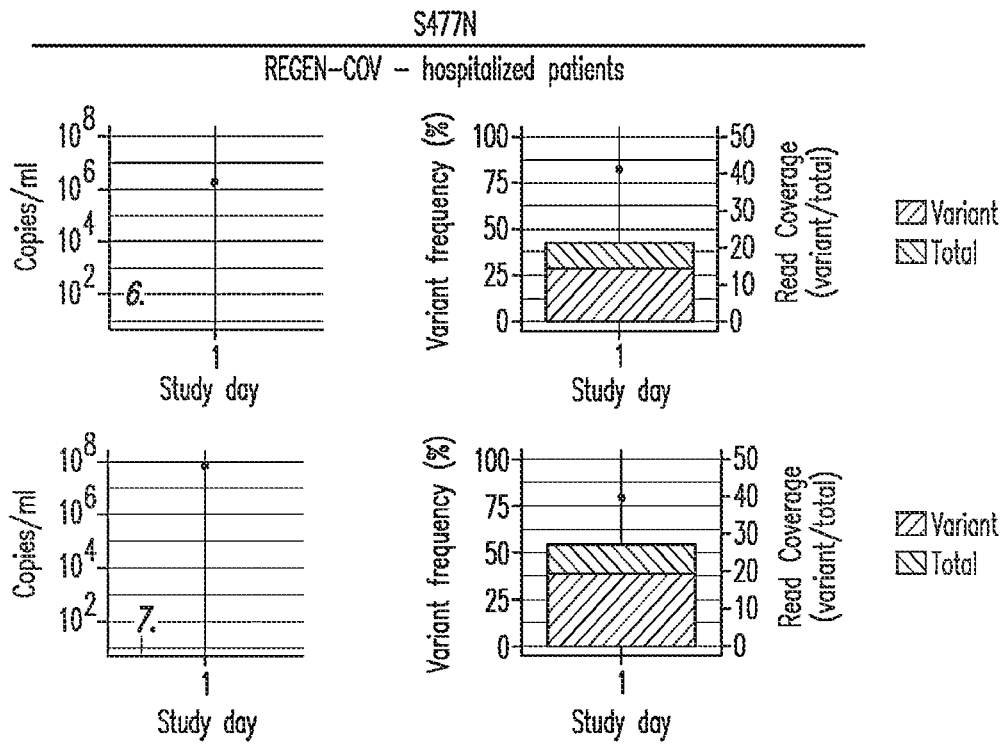 S477N
REGEN-COV – hospitalized patients
Copies/ml
10^8
10^6
10^4
10^2
6.
1
Study day
Variant frequency (%)
100
75
50
25
0
50
40
30
20
10
0
Read Coverage
(variant/total)
1
Study day
Variant
Total
Copies/ml
10^8
10^6
10^4
10^2
7.
1
Study day
Variant frequency (%)
100
75
50
25
0
50
40
30
20
10
0
Read Coverage
(variant/total)
1
Study day
Variant
Total